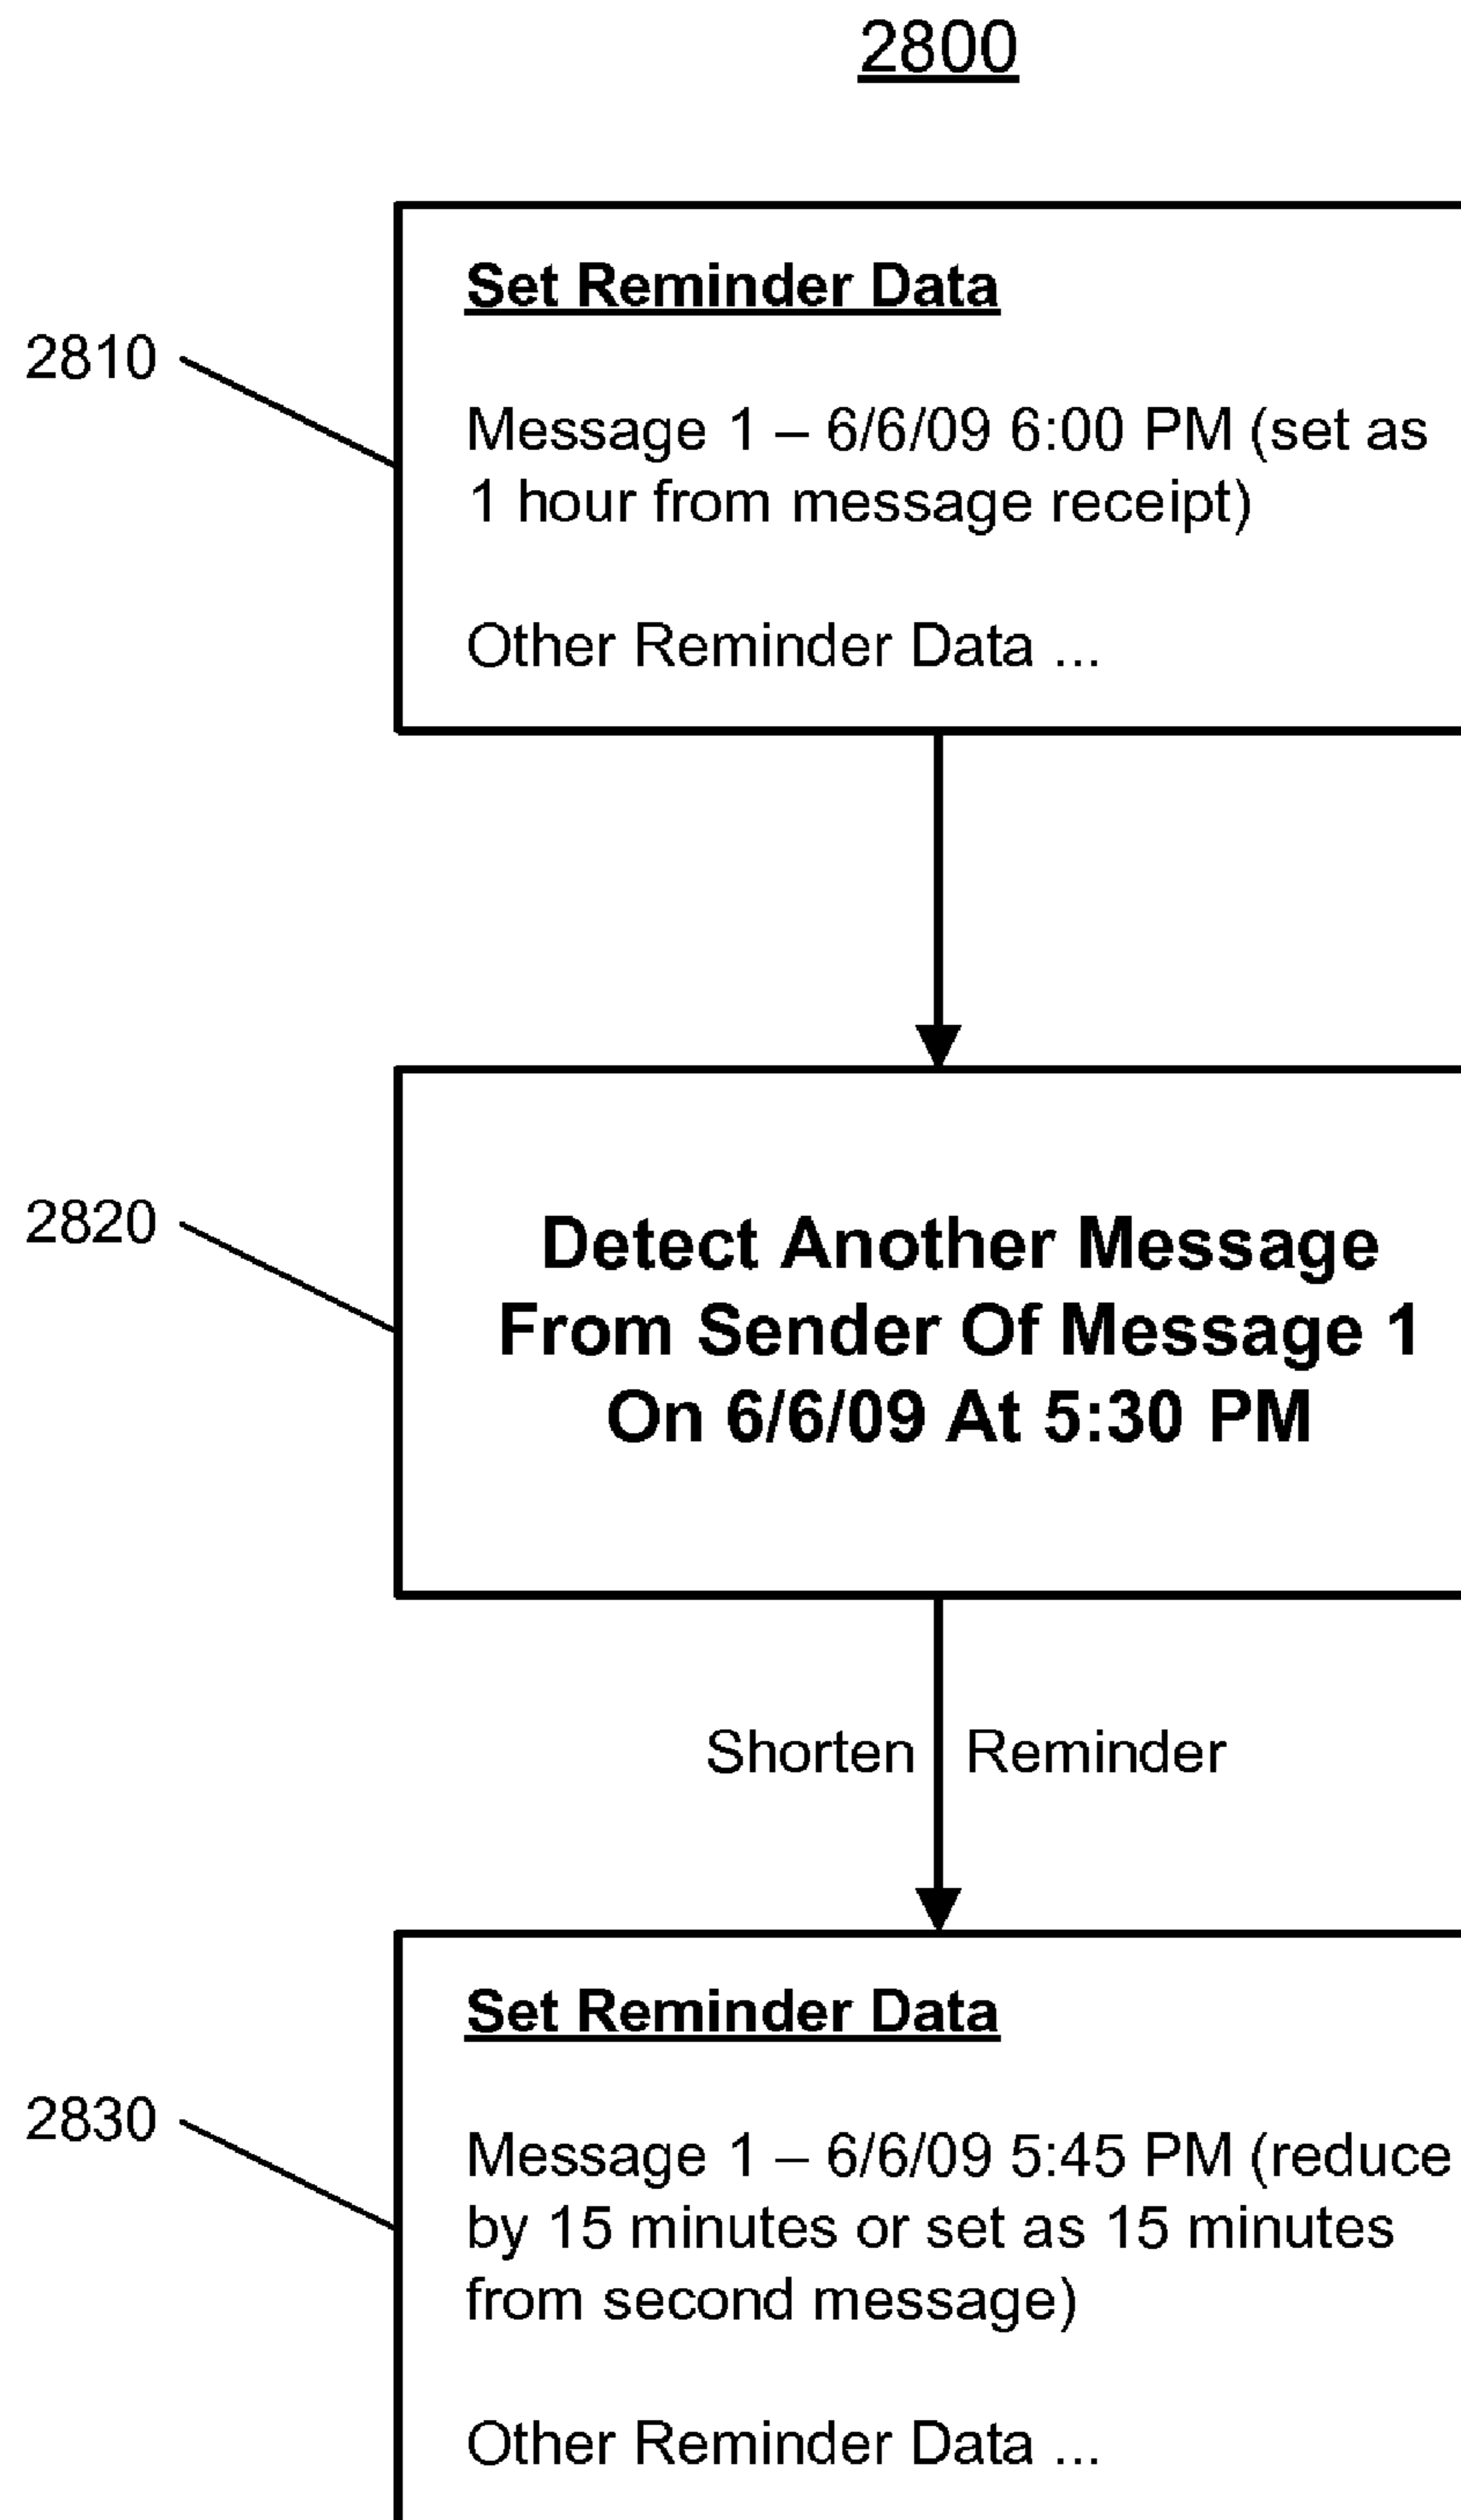 2800
Set Reminder Data
2810
Message 1 – 6/6/09 6:00 PM (set as
1 hour from message receipt)
Other Reminder Data ...
2820
Detect Another Message
From Sender Of Message 1
On 6/6/09 At 5:30 PM
Shorten Reminder
Set Reminder Data
2830
Message 1 – 6/6/09 5:45 PM (reduce
by 15 minutes or set as 15 minutes
from second message)
Other Reminder Data ...